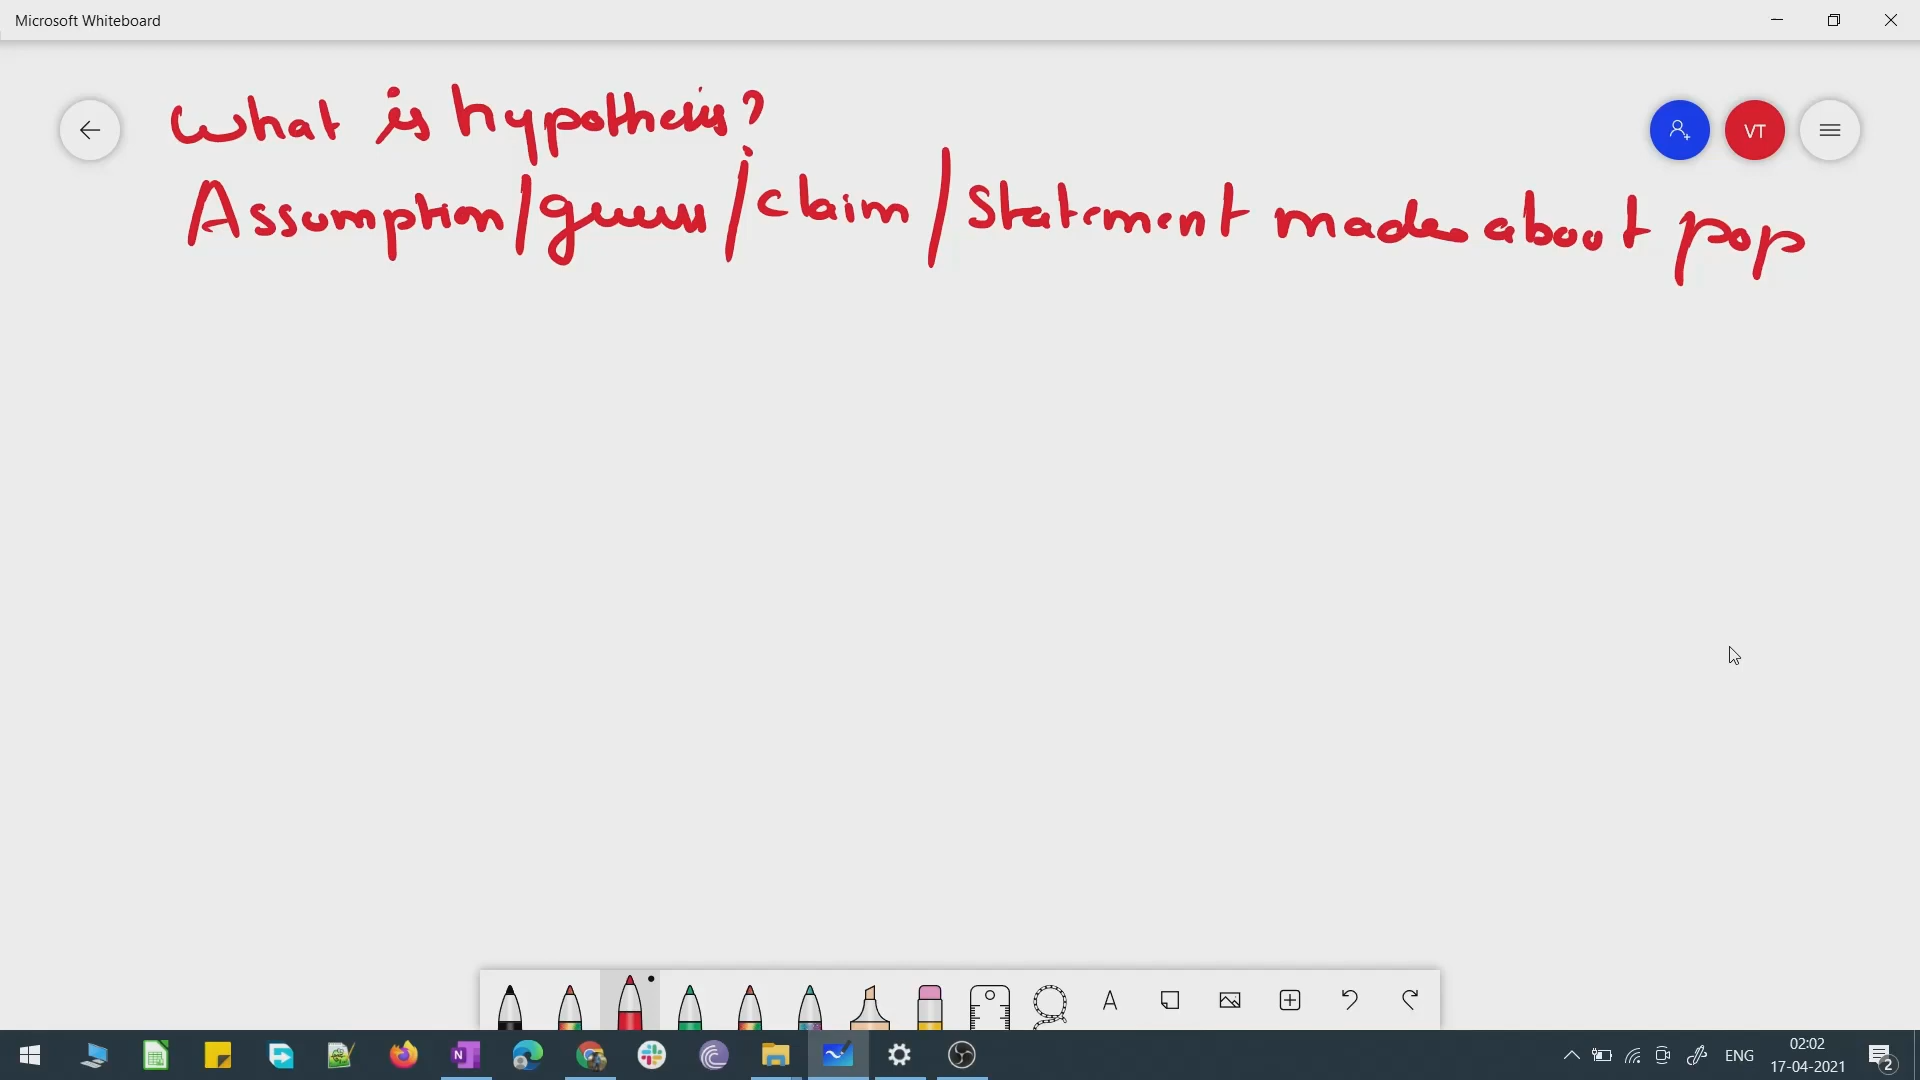 Microsoft Whiteboard
What is hypothesis?
VT
Assumption/guess/claim/Statement made about pop
A
N
ENG
02:02
17-04-2021
2